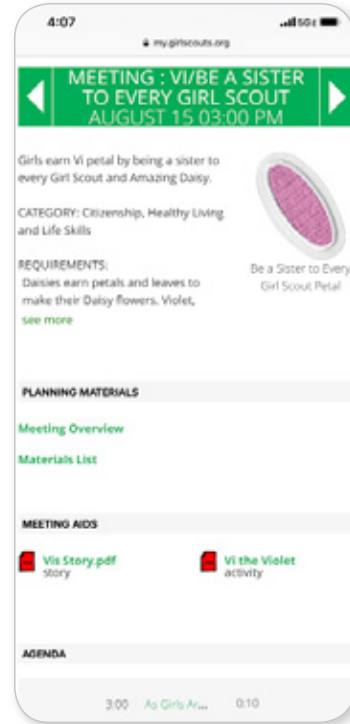 4:07
5GE
my.girlscouts.org
MEETING : VI/BE A SISTER
TO EVERY GIRL SCOUT
AUGUST 15 03:00 PM
Girls earn Vi petal by being a sister to
every Girl Scout and Amazing Daisy.
CATEGORY: Citizenship, Healthy Living
and Life Skills
REQUIREMENTS:
Daisies earn petals and leaves to
make their Daisy flowers. Violet,
see more
Be a Sister to Every
Girl Scout Petal
PLANNING MATERIALS
Meeting Overview
Materials List
MEETING AIDS
Vis Story.pdf
story
Vi the Violet
activity
AGENDA
3:00 As Girls Ar... 0:10